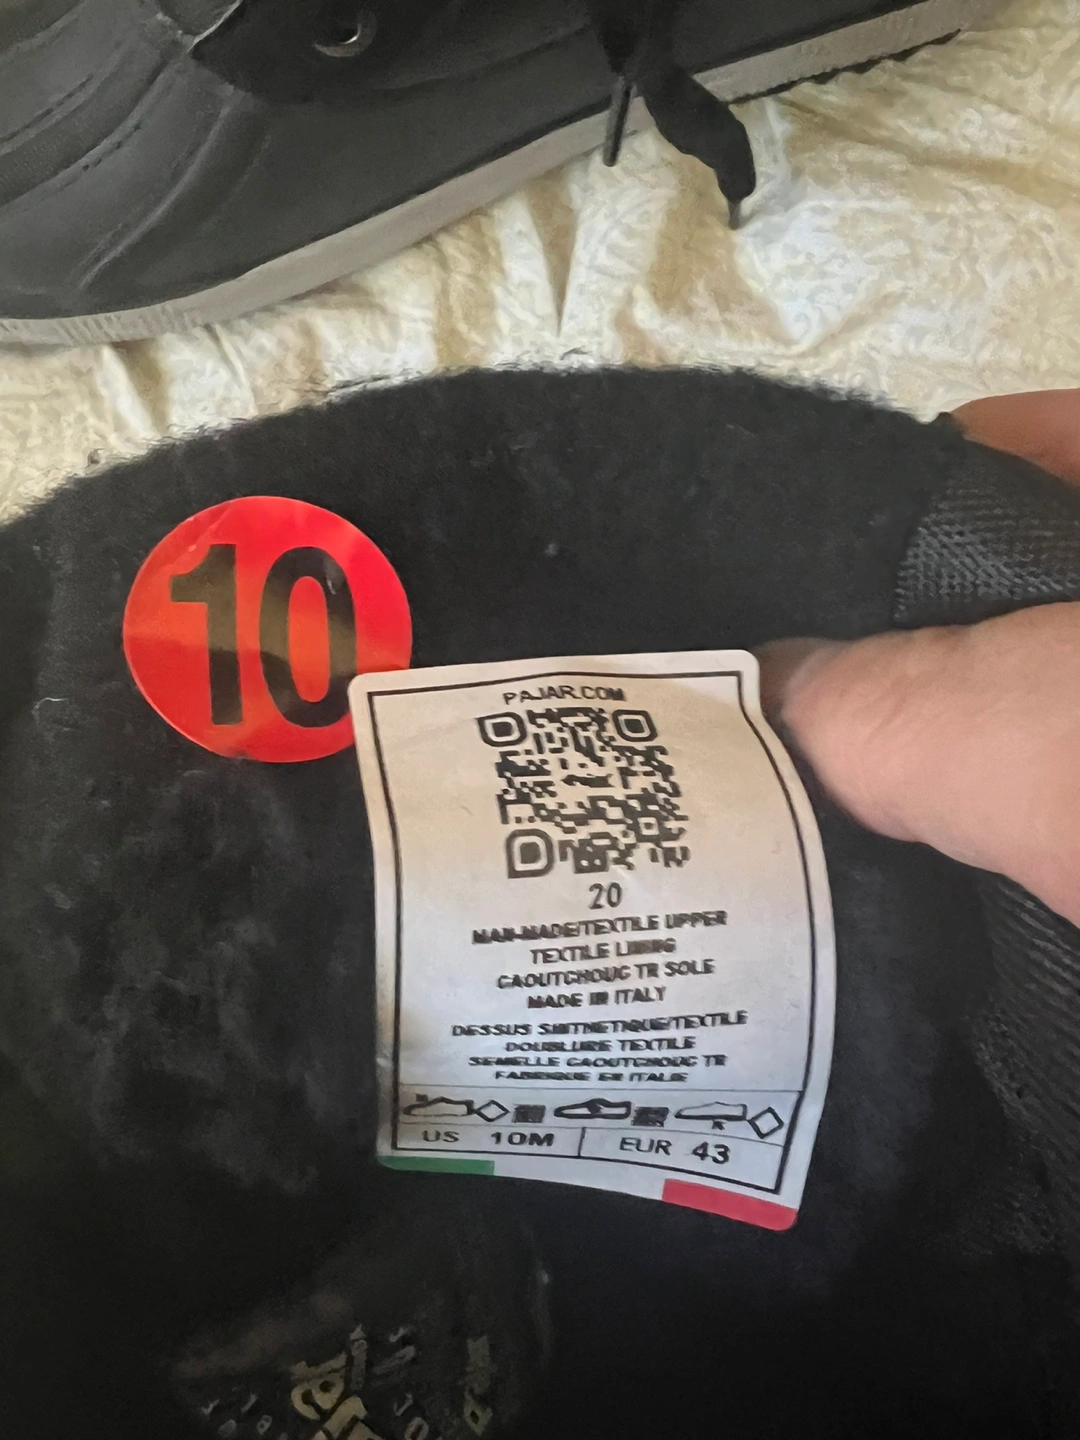 10
PAJAR.COM
20
MAN-MADE/TEXTILE UPPER
TEXTILE LINING
CAOUTCHOUC TR SOLE
MADE IN ITALY
DESSUS SYNTHETIQUE/TEXTILE
DOUBLURE TEXTILE
SEMELLE CAOUTCHOUC TR
FABRIQUE EN ITALIE
US 10M EUR 43